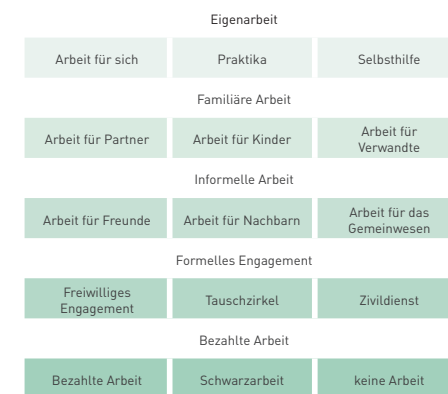 Eigenarbeit
Arbeit für sich
Praktika
Selbsthilfe
Familiäre Arbeit
Arbeit für Partner
Arbeit für Kinder
Arbeit für
Verwandte
Informelle Arbeit
Arbeit für Freunde
Arbeit für Nachbarn
Arbeit für das
Gemeinwesen
Formelles Engagement
Freiwilliges
Engagement
Tauschzirkel
Zivildienst
Bezahlte Arbeit
Bezahlte Arbeit
Schwarzarbeit
keine Arbeit